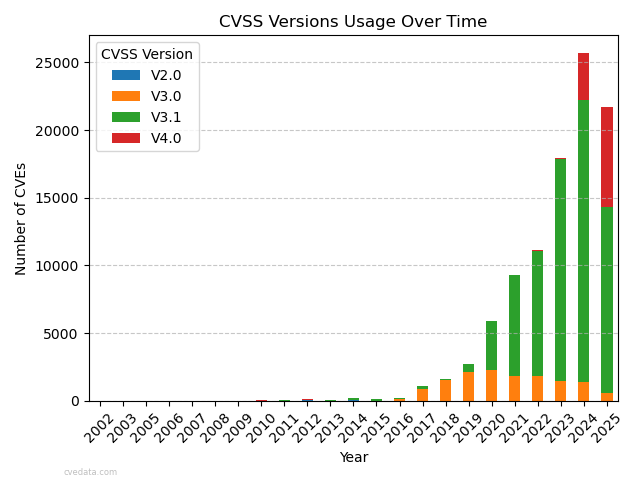 CVSS Versions Usage Over Time
CVSS Version
V2.0
V3.0
V3.1
V4.0
Number of CVEs
25000
20000
15000
10000
5000
0
2002 2003 2005 2006 2007 2008 2009 2010 2011 2012 2013 2014 2015 2016 2017 2018 2019 2020 2021 2022 2023 2024 2025
Year
cvedata.com